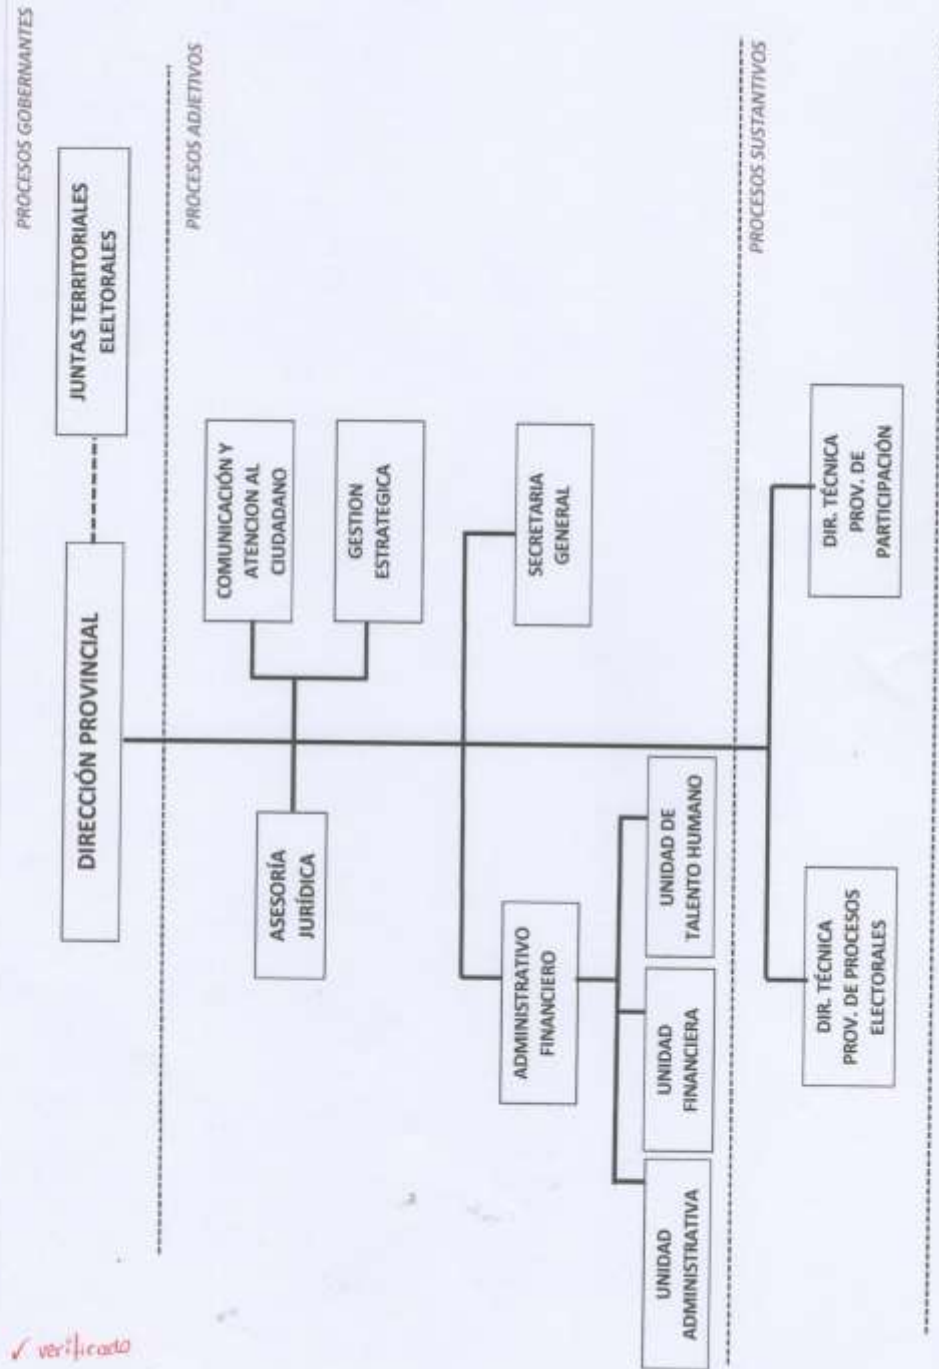 PROCESOS GOBERNANTES
DIRECCIÓN PROVINCIAL
JUNTAS TERRITORIALES
ELELTORALES
PROCESOS ADJETIVOS
ASESORÍA
JURÍDICA
COMUNICACIÓN Y
ATENCION AL
CIUDADANO
GESTION
ESTRATEGICA
ADMINISTRATIVO
FINANCIERO
SECRETARIA
GENERAL
UNIDAD
ADMINISTRATIVA
UNIDAD
FINANCIERA
UNIDAD DE
TALENTO HUMANO
PROCESOS SUSTANTIVOS
DIR. TÉCNICA
PROV. DE PROCESOS
ELECTORALES
DIR. TÉCNICA
PROV. DE
PARTICIPACIÓN
✓ verificado